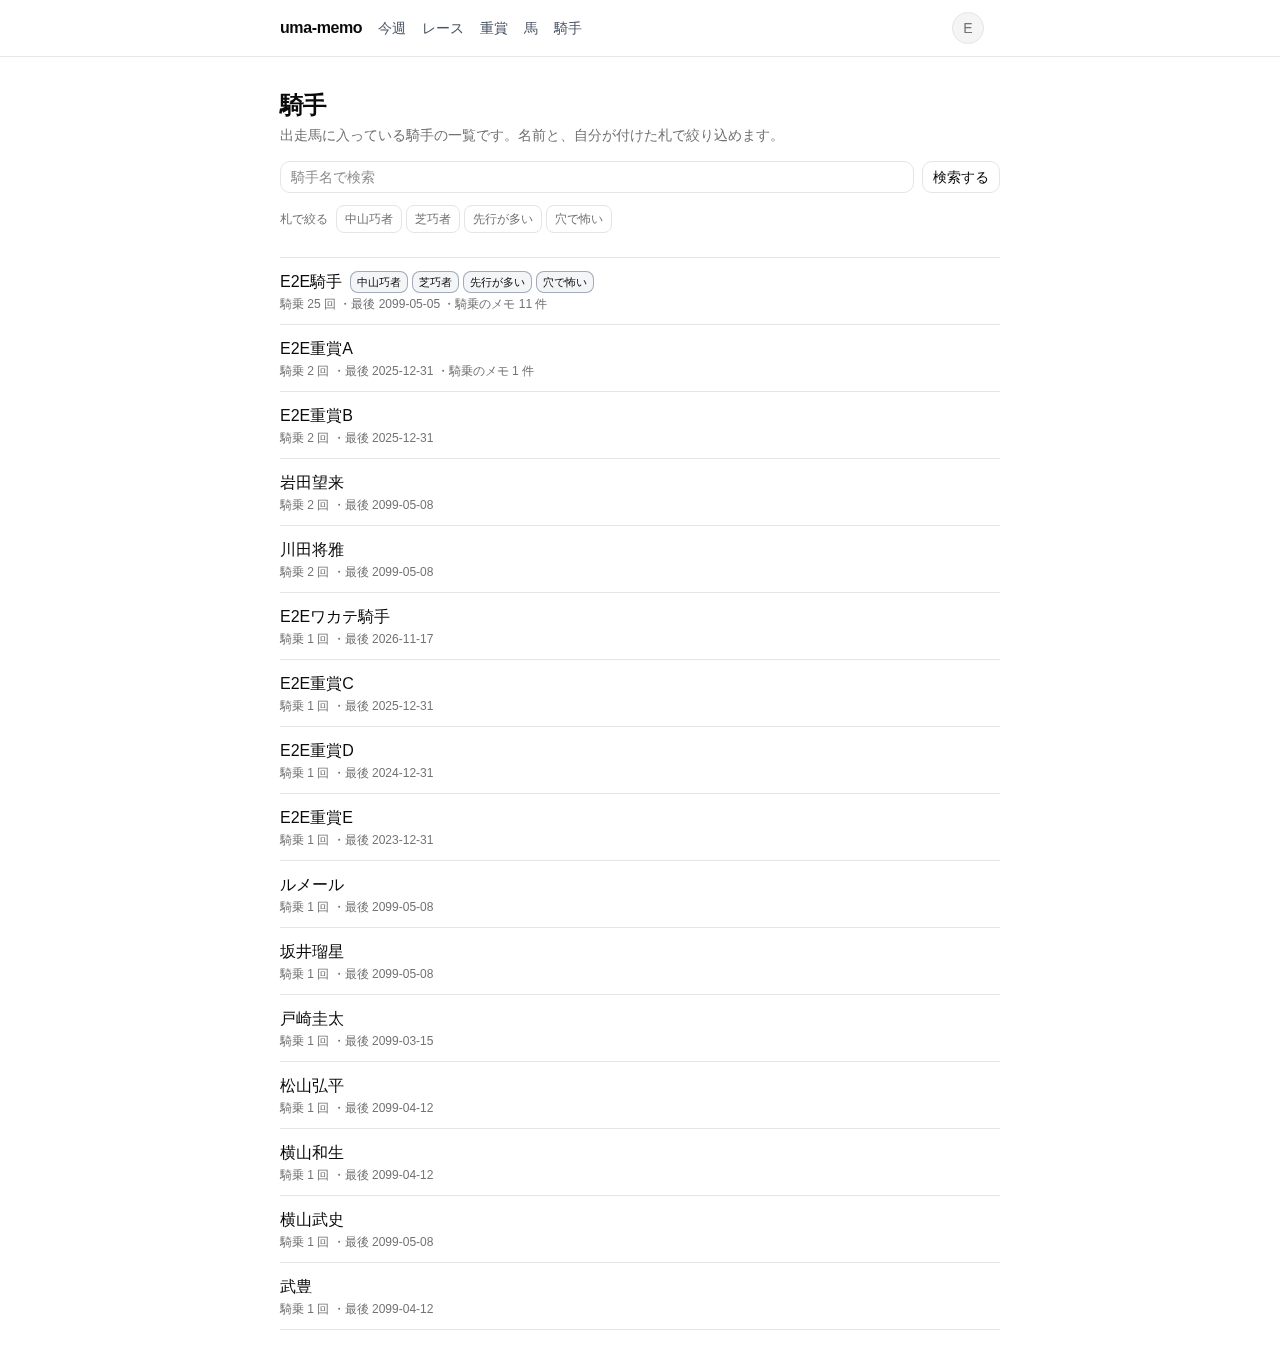 uma-memo 今週 レース 重賞 馬 騎手 E
騎手
出走馬に入っている騎手の一覧です。名前と、自分が付けた札で絞り込めます。
騎手名で検索 検索する
札で絞る 中山巧者 芝巧者 先行が多い 穴で怖い
E2E騎手 中山巧者 芝巧者 先行が多い 穴で怖い
騎乗 25 回 ・最後 2099-05-05 ・騎乗のメモ 11 件
E2E重賞A
騎乗 2 回 ・最後 2025-12-31 ・騎乗のメモ 1 件
E2E重賞B
騎乗 2 回 ・最後 2025-12-31
岩田望来
騎乗 2 回 ・最後 2099-05-08
川田将雅
騎乗 2 回 ・最後 2099-05-08
E2Eワカテ騎手
騎乗 1 回 ・最後 2026-11-17
E2E重賞C
騎乗 1 回 ・最後 2025-12-31
E2E重賞D
騎乗 1 回 ・最後 2024-12-31
E2E重賞E
騎乗 1 回 ・最後 2023-12-31
ルメール
騎乗 1 回 ・最後 2099-05-08
坂井瑠星
騎乗 1 回 ・最後 2099-05-08
戸崎圭太
騎乗 1 回 ・最後 2099-03-15
松山弘平
騎乗 1 回 ・最後 2099-04-12
横山和生
騎乗 1 回 ・最後 2099-04-12
横山武史
騎乗 1 回 ・最後 2099-05-08
武豊
騎乗 1 回 ・最後 2099-04-12